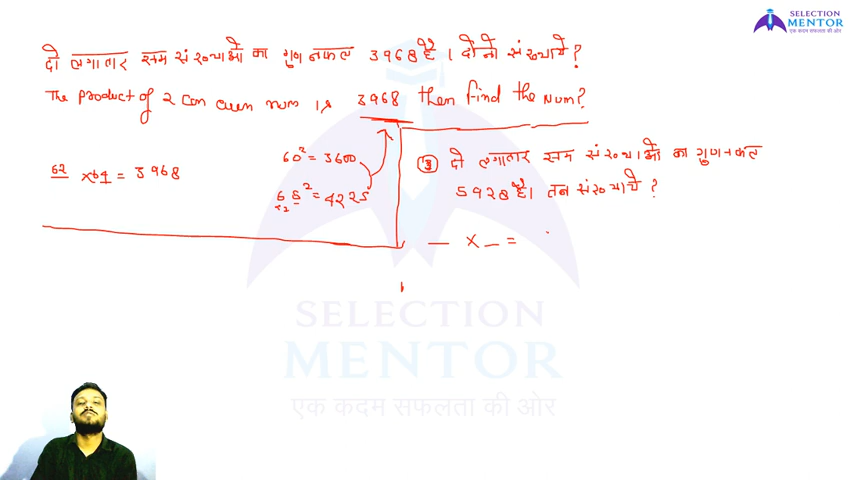 SELECTION
MENTOR
एक कदम सफलता की ओर
दो लगातार सम संख्याओं का गुणनफल 3968 है। दोनों संख्यायें?
The product of 2 con even num is 3968 then find the Num?
62 x 64 = 3968
60² = 3600
65² = 4225
x2
③ दो लगातार सम संख्याओं का गुणनफल
5928 है। तब संख्यायें?
_ x _ =
SELECTION
MENTOR
एक कदम सफलता की ओर